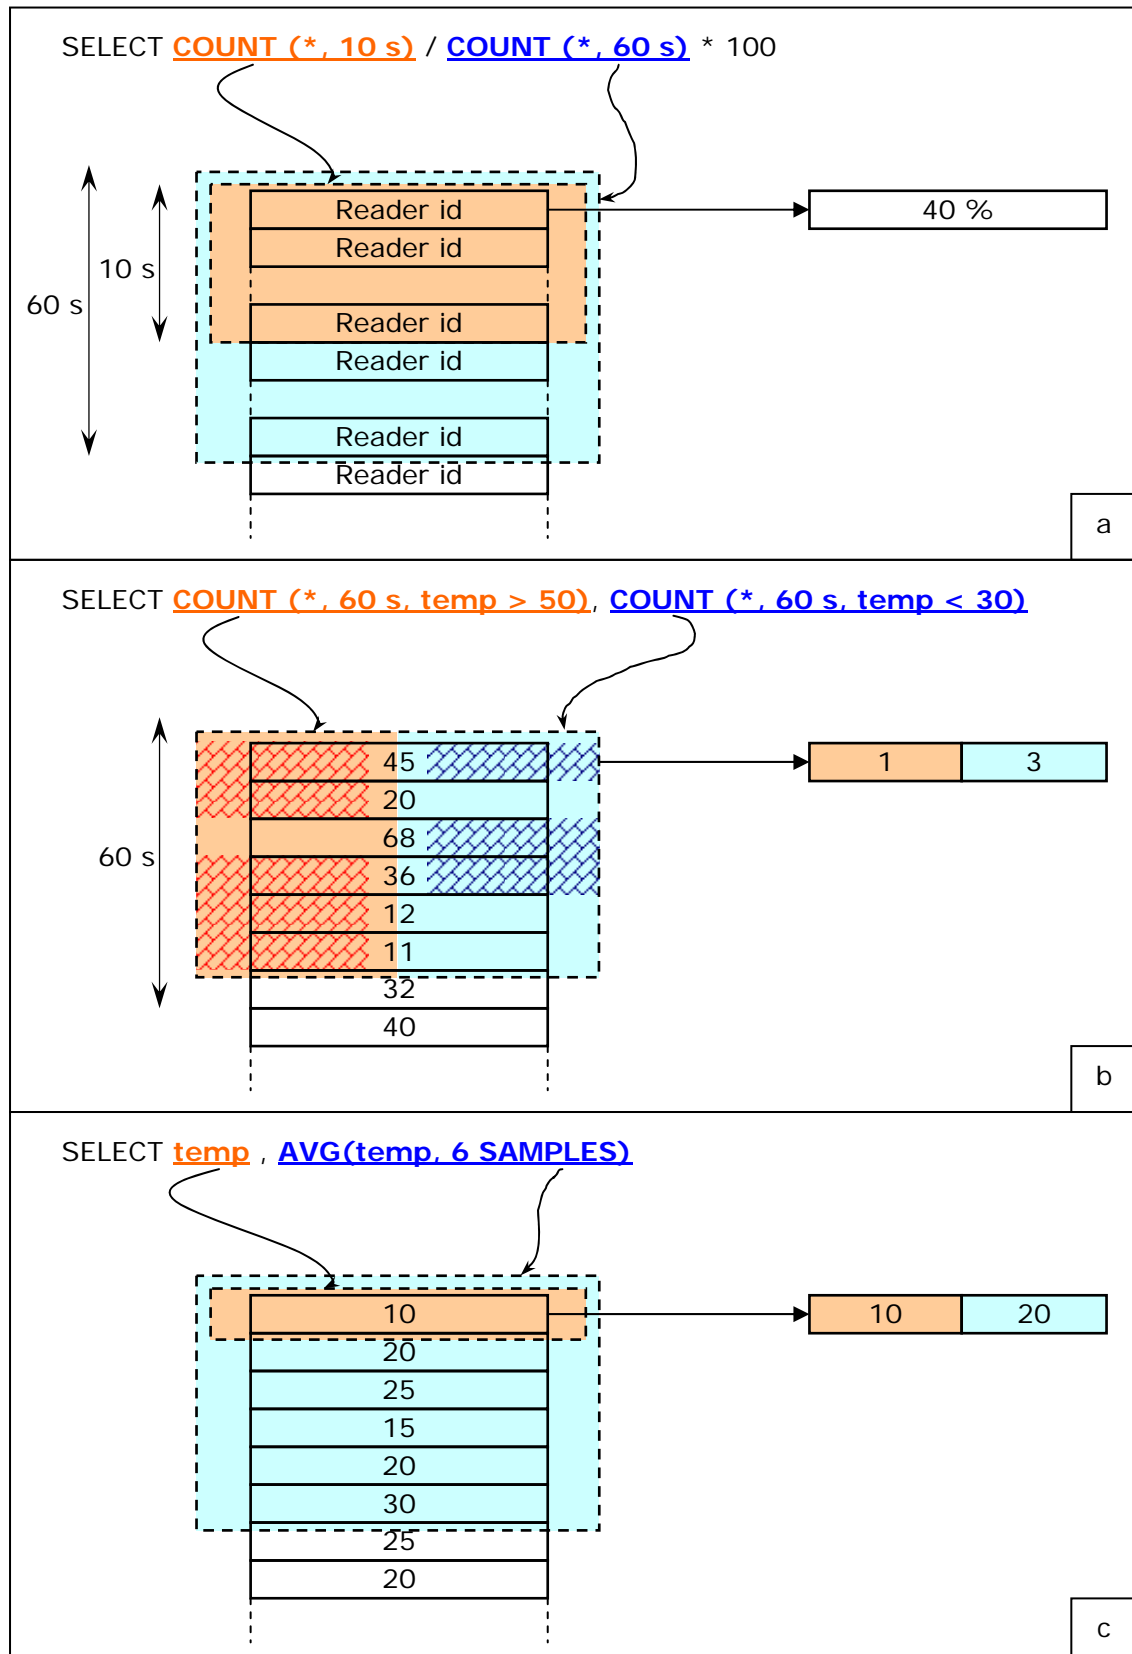 SELECT COUNT (*, 10 s) / COUNT (*, 60 s) * 100
Reader id
40 %
Reader id
10 s
60 s
Reader id
Reader id
Reader id
Reader id
a
SELECT COUNT (*, 60 s, temp > 50), COUNT (*, 60 s, temp < 30)
45
1
3
20
68
60 s
36
12
11
32
40
b
SELECT temp , AVG(temp, 6 SAMPLES)
10
10
20
20
25
15
20
30
25
20
c